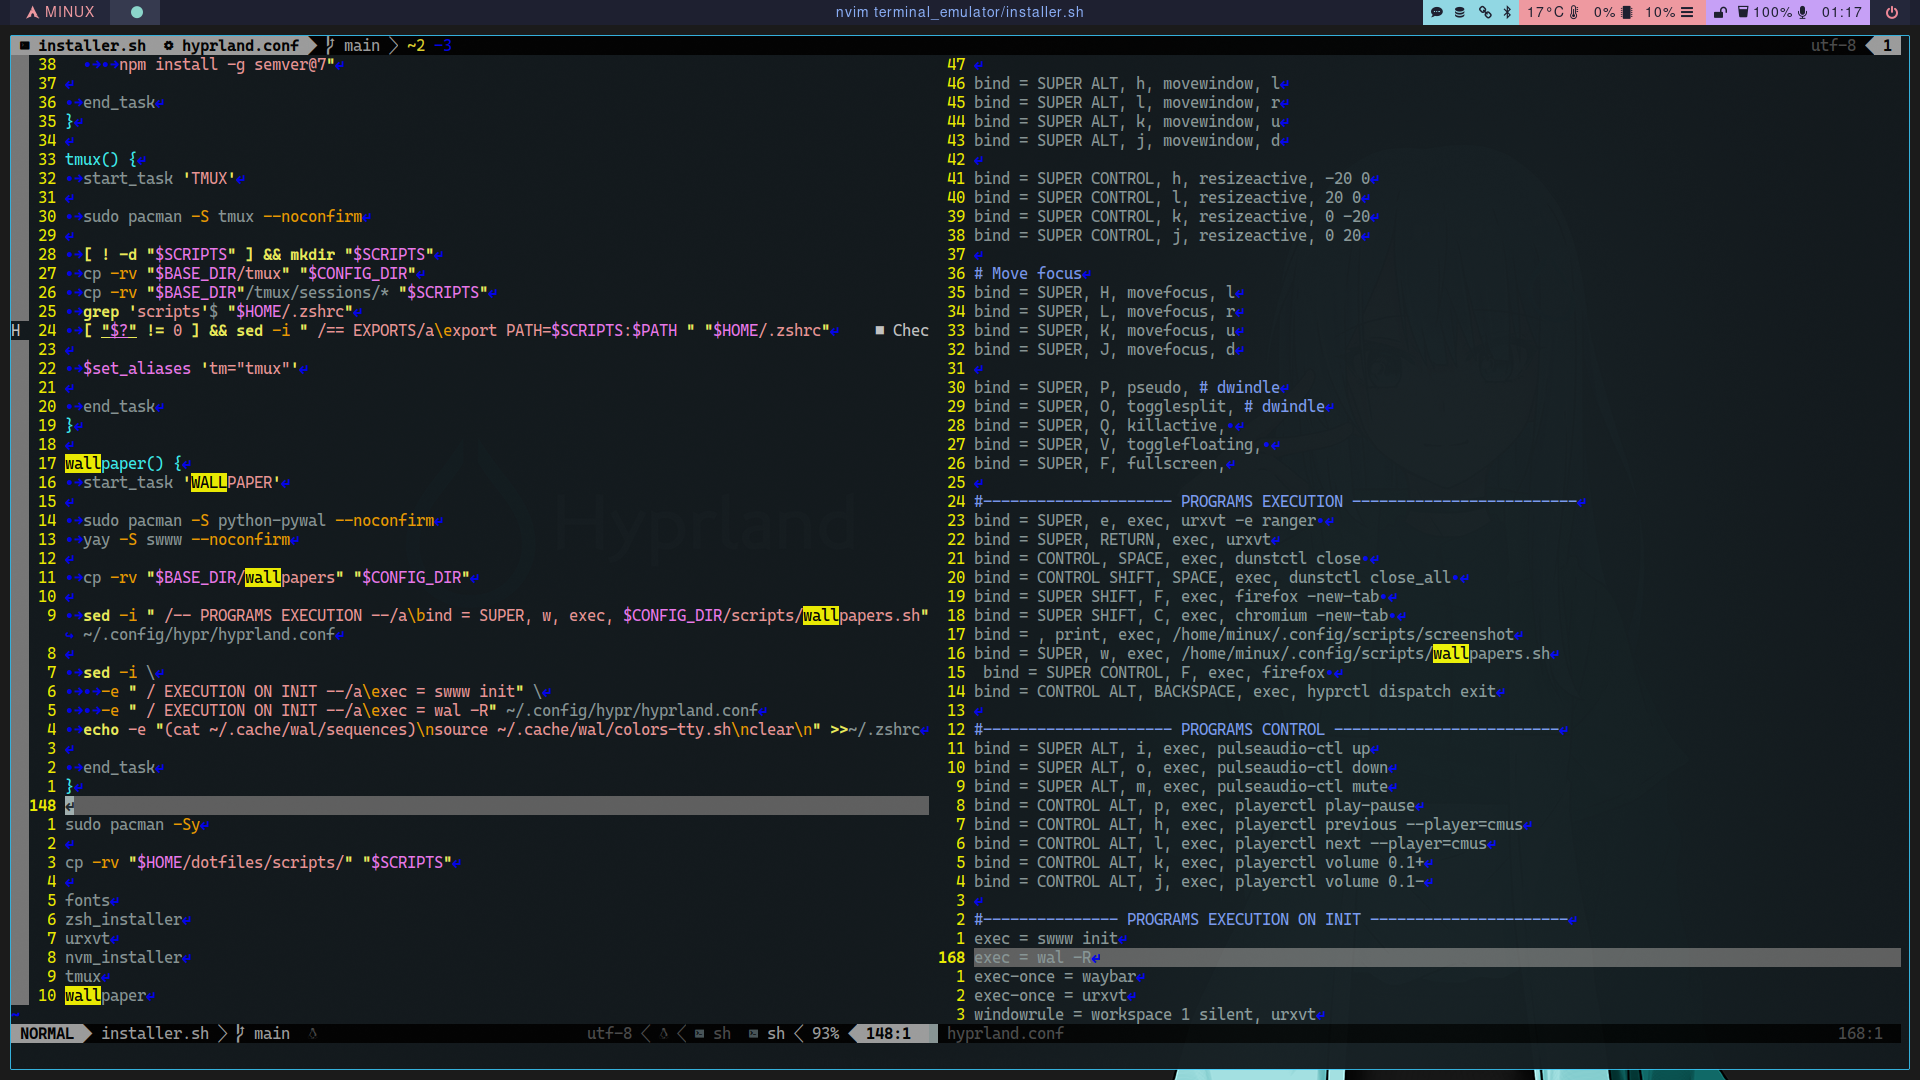 MINUX
nvim terminal_emulator/installer.sh
17°C 0% 10% 100% 01:17
installer.sh hyprland.conf main ~2 -3
utf-8 1
38 npm install -g semver@7"
37
36 end_task
35 }
34
33 tmux() {
32 start_task 'TMUX'
31
30 sudo pacman -S tmux --noconfirm
29
28 [ ! -d "$SCRIPTS" ] && mkdir "$SCRIPTS"
27 cp -rv "$BASE_DIR/tmux" "$CONFIG_DIR"
26 cp -rv "$BASE_DIR"/tmux/sessions/* "$SCRIPTS"
25 grep 'scripts'$ "$HOME/.zshrc"
H 24 [ "$?" != 0 ] && sed -i " /== EXPORTS/a\export PATH=$SCRIPTS:$PATH " "$HOME/.zshrc" ■ Chec
23
22 $set_aliases 'tm="tmux"'
21
20 end_task
19 }
18
17 wallpaper() {
16 start_task 'WALLPAPER'
15
14 sudo pacman -S python-pywal --noconfirm
13 yay -S swww --noconfirm
12
11 cp -rv "$BASE_DIR/wallpapers" "$CONFIG_DIR"
10
9 sed -i " /-- PROGRAMS EXECUTION --/a\bind = SUPER, w, exec, $CONFIG_DIR/scripts/wallpapers.sh"
~/.config/hypr/hyprland.conf
8
7 sed -i \
6 -e " / EXECUTION ON INIT --/a\exec = swww init" \
5 -e " / EXECUTION ON INIT --/a\exec = wal -R" ~/.config/hypr/hyprland.conf
4 echo -e "(cat ~/.cache/wal/sequences)\nsource ~/.cache/wal/colors-tty.sh\nclear\n" >>~/.zshrc
3
2 end_task
1 }
148
1 sudo pacman -Sy
2
3 cp -rv "$HOME/dotfiles/scripts/" "$SCRIPTS"
4
5 fonts
6 zsh_installer
7 urxvt
8 nvm_installer
9 tmux
10 wallpaper
NORMAL installer.sh main utf-8 sh sh 93% 148:1
47
46 bind = SUPER ALT, h, movewindow, l
45 bind = SUPER ALT, l, movewindow, r
44 bind = SUPER ALT, k, movewindow, u
43 bind = SUPER ALT, j, movewindow, d
42
41 bind = SUPER CONTROL, h, resizeactive, -20 0
40 bind = SUPER CONTROL, l, resizeactive, 20 0
39 bind = SUPER CONTROL, k, resizeactive, 0 -20
38 bind = SUPER CONTROL, j, resizeactive, 0 20
37
36 # Move focus
35 bind = SUPER, H, movefocus, l
34 bind = SUPER, L, movefocus, r
33 bind = SUPER, K, movefocus, u
32 bind = SUPER, J, movefocus, d
31
30 bind = SUPER, P, pseudo, # dwindle
29 bind = SUPER, O, togglesplit, # dwindle
28 bind = SUPER, Q, killactive,
27 bind = SUPER, V, togglefloating,
26 bind = SUPER, F, fullscreen,
25
24 #--------------------- PROGRAMS EXECUTION -------------------------
23 bind = SUPER, e, exec, urxvt -e ranger
22 bind = SUPER, RETURN, exec, urxvt
21 bind = CONTROL, SPACE, exec, dunstctl close
20 bind = CONTROL SHIFT, SPACE, exec, dunstctl close_all
19 bind = SUPER SHIFT, F, exec, firefox -new-tab
18 bind = SUPER SHIFT, C, exec, chromium -new-tab
17 bind = , print, exec, /home/minux/.config/scripts/screenshot
16 bind = SUPER, w, exec, /home/minux/.config/scripts/wallpapers.sh
15 bind = SUPER CONTROL, F, exec, firefox
14 bind = CONTROL ALT, BACKSPACE, exec, hyprctl dispatch exit
13
12 #--------------------- PROGRAMS CONTROL -------------------------
11 bind = SUPER ALT, i, exec, pulseaudio-ctl up
10 bind = SUPER ALT, o, exec, pulseaudio-ctl down
9 bind = SUPER ALT, m, exec, pulseaudio-ctl mute
8 bind = CONTROL ALT, p, exec, playerctl play-pause
7 bind = CONTROL ALT, h, exec, playerctl previous --player=cmus
6 bind = CONTROL ALT, l, exec, playerctl next --player=cmus
5 bind = CONTROL ALT, k, exec, playerctl volume 0.1+
4 bind = CONTROL ALT, j, exec, playerctl volume 0.1-
3
2 #--------------- PROGRAMS EXECUTION ON INIT ----------------------
1 exec = swww init
168 exec = wal -R
1 exec-once = waybar
2 exec-once = urxvt
3 windowrule = workspace 1 silent, urxvt
hyprland.conf 168:1
Hyprland